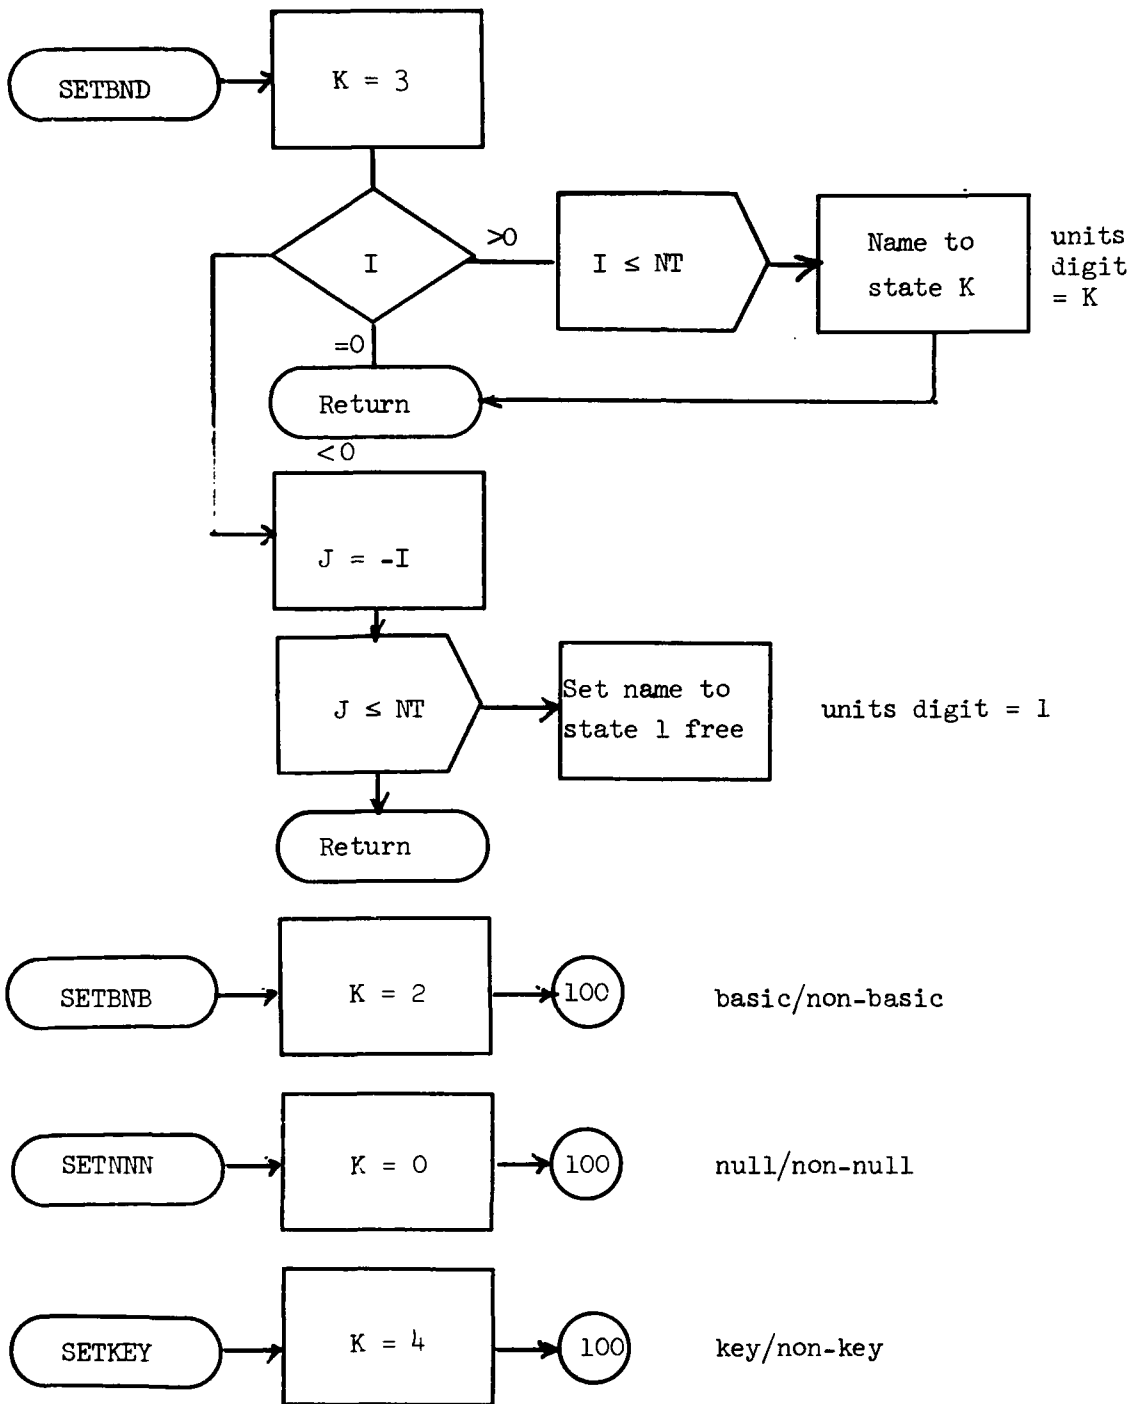 SETBND
K = 3
I
>0
I ≤ NT
Name to
state K
units
digit
= K
=0
Return
<0
J = -I
J ≤ NT
Set name to
state 1 free
units digit = 1
Return
SETBNB
K = 2
100
basic/non-basic
SETNNN
K = 0
100
null/non-null
SETKEY
K = 4
100
key/non-key